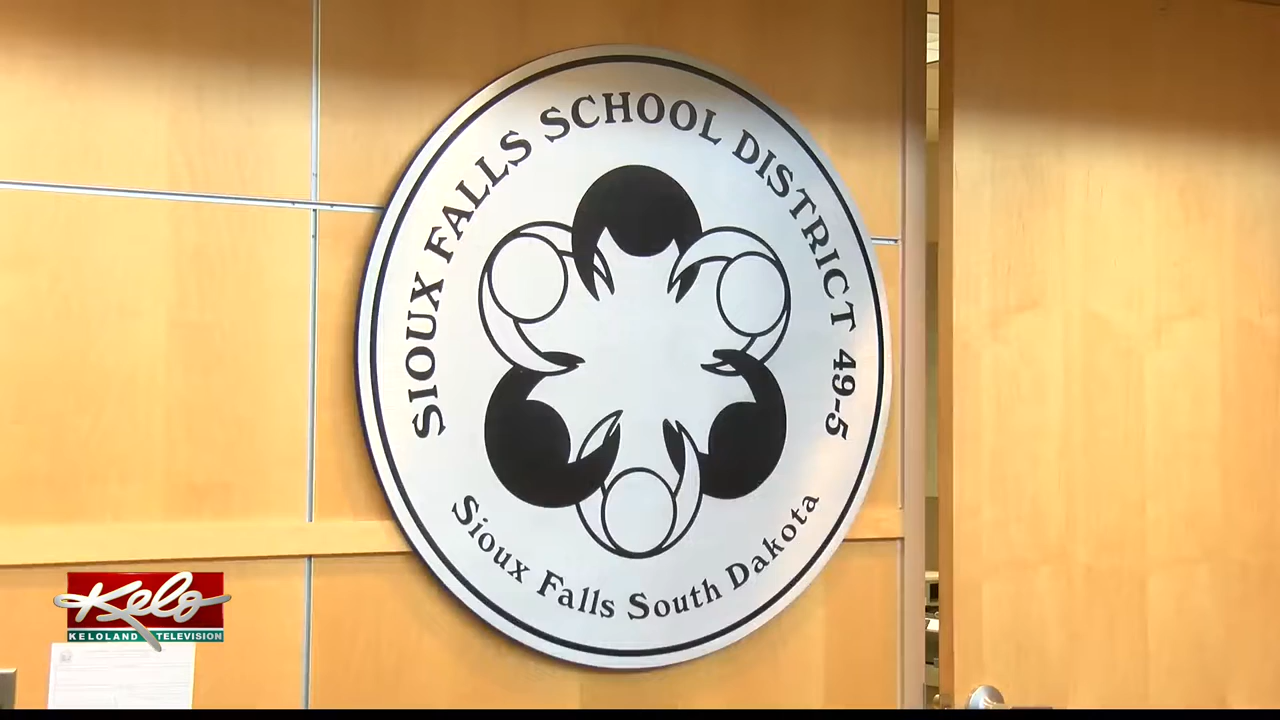 SIOUX FALLS SCHOOL DISTRICT 49-5
Sioux Falls South Dakota
Kelo
KELOLAND TELEVISION